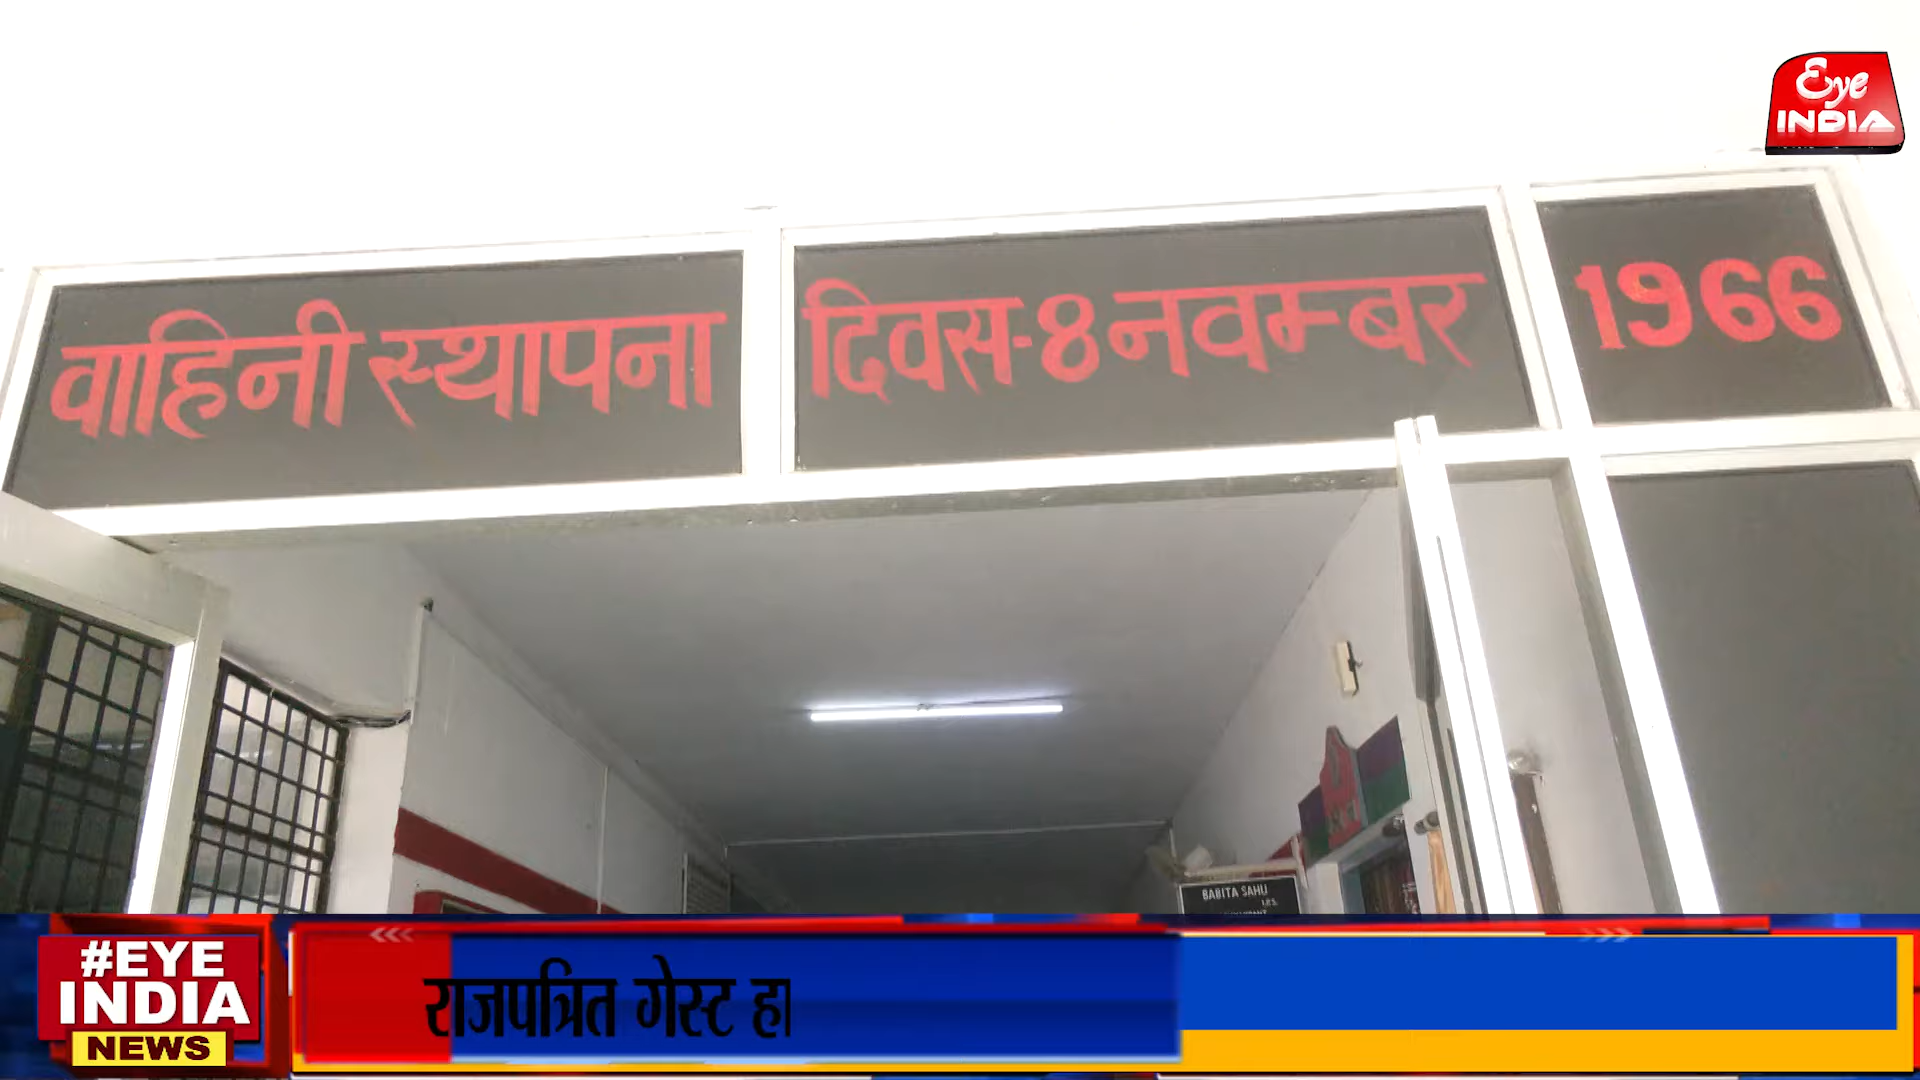 Eye
INDIA
वाहिनी स्थापना दिवस-8 नवम्बर 1966
BABITA SAHU
I.P.S.
#EYE
INDIA
NEWS
राजपत्रित गेस्ट हा